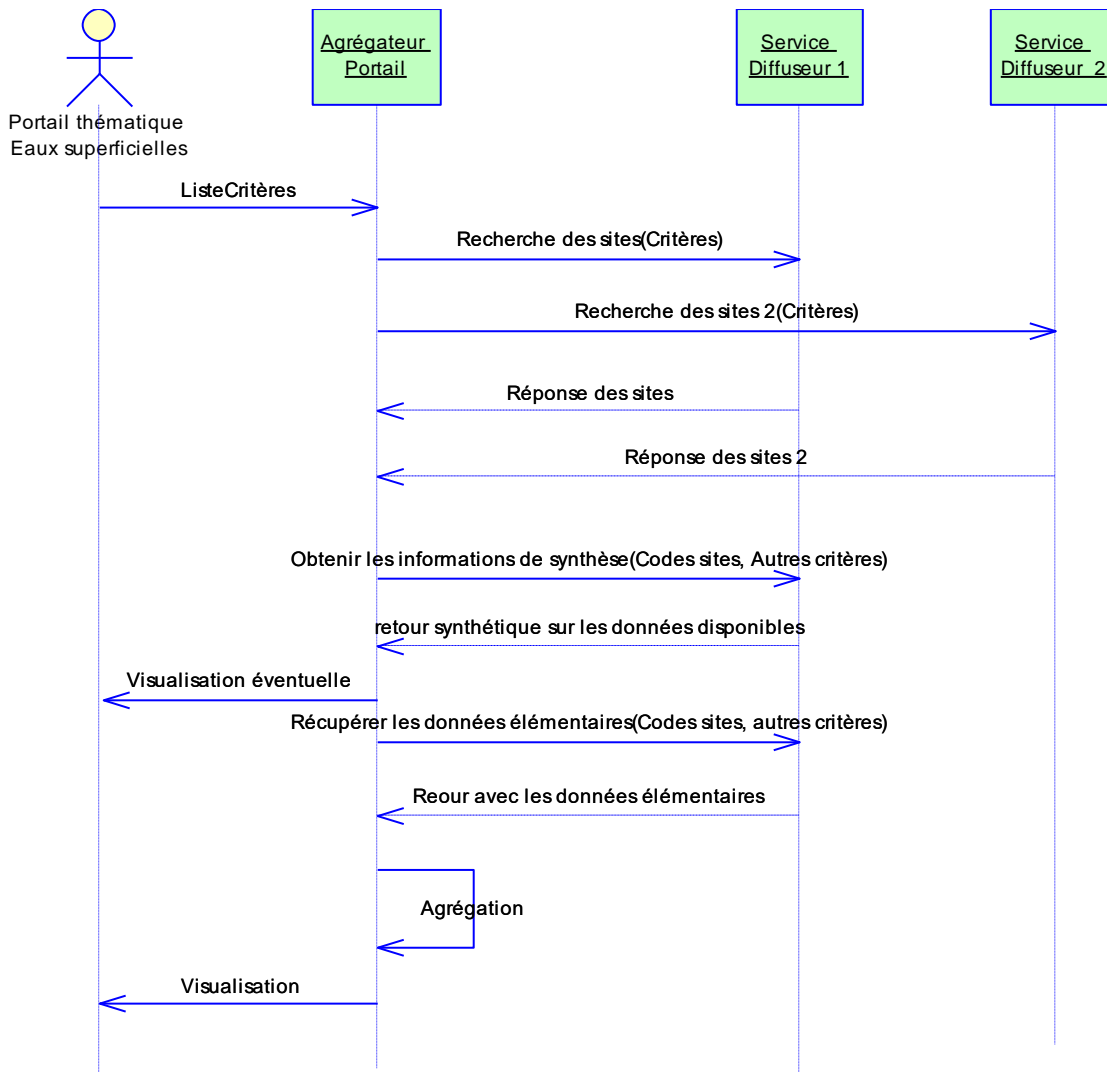 Agrégateur
Portail
Service
Diffuseur 1
Service
Diffuseur 2
Portail thématique
Eaux superficielles
ListeCritères
Recherche des sites(Critères)
Recherche des sites 2(Critères)
Réponse des sites
Réponse des sites 2
Obtenir les informations de synthèse(Codes sites, Autres critères)
retour synthétique sur les données disponibles
Visualisation éventuelle
Récupérer les données élémentaires(Codes sites, autres critères)
Reour avec les données élémentaires
Agrégation
Visualisation